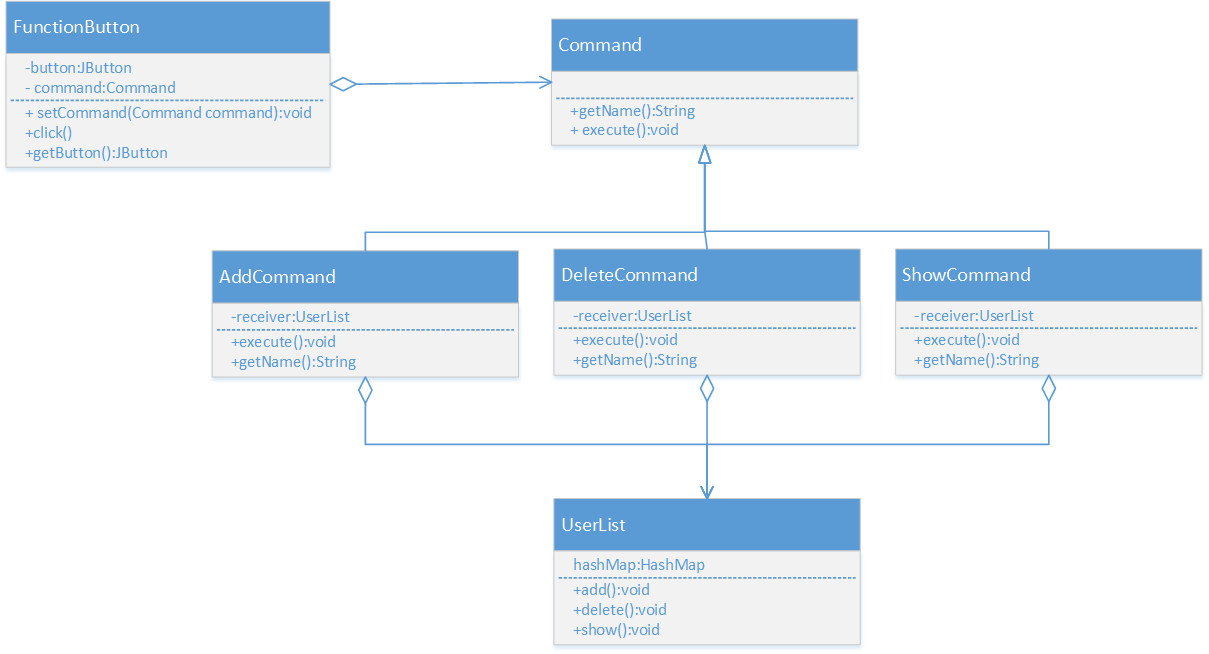 FunctionButton
-button:JButton
- command:Command
+ setCommand(Command command):void
+click()
+getButton():JButton
Command
+getName():String
+ execute():void
AddCommand
-receiver:UserList
+execute():void
+getName():String
DeleteCommand
-receiver:UserList
+execute():void
+getName():String
ShowCommand
-receiver:UserList
+execute():void
+getName():String
UserList
hashMap:HashMap
+add():void
+delete():void
+show():void